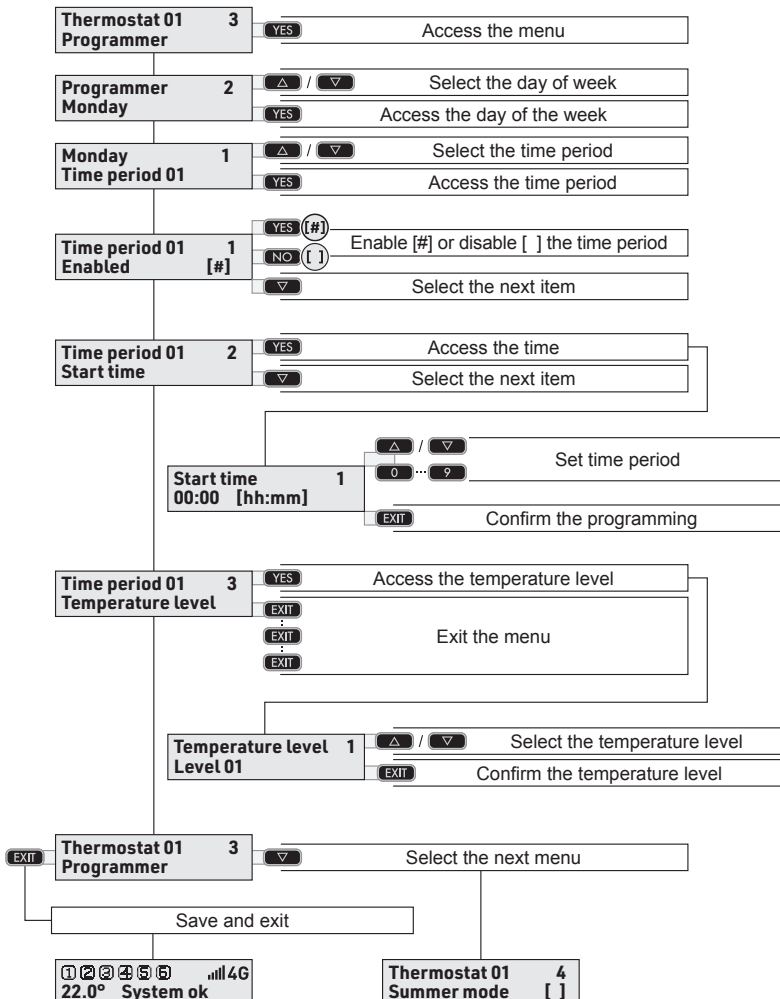 Thermostat 01 3
Programmer
YES Access the menu
Programmer 2
Monday
△ / ▽ Select the day of week
YES Access the day of the week
Monday 1
Time period 01
△ / ▽ Select the time period
YES Access the time period
Time period 01 1
Enabled [#]
YES [#]
NO [ ]
Enable [#] or disable [ ] the time period
▽ Select the next item
Time period 01 2
Start time
YES Access the time
▽ Select the next item
Start time 1
00:00 [hh:mm]
△ / ▽
0 ... 9
Set time period
EXIT Confirm the programming
Time period 01 3
Temperature level
YES Access the temperature level
EXIT
EXIT
EXIT
Exit the menu
Temperature level 1
Level 01
△ / ▽ Select the temperature level
EXIT Confirm the temperature level
EXIT
Thermostat 01 3
Programmer
▽ Select the next menu
Save and exit
1 2 3 4 5 6 4G
22.0° System ok
Thermostat 01 4
Summer mode [ ]